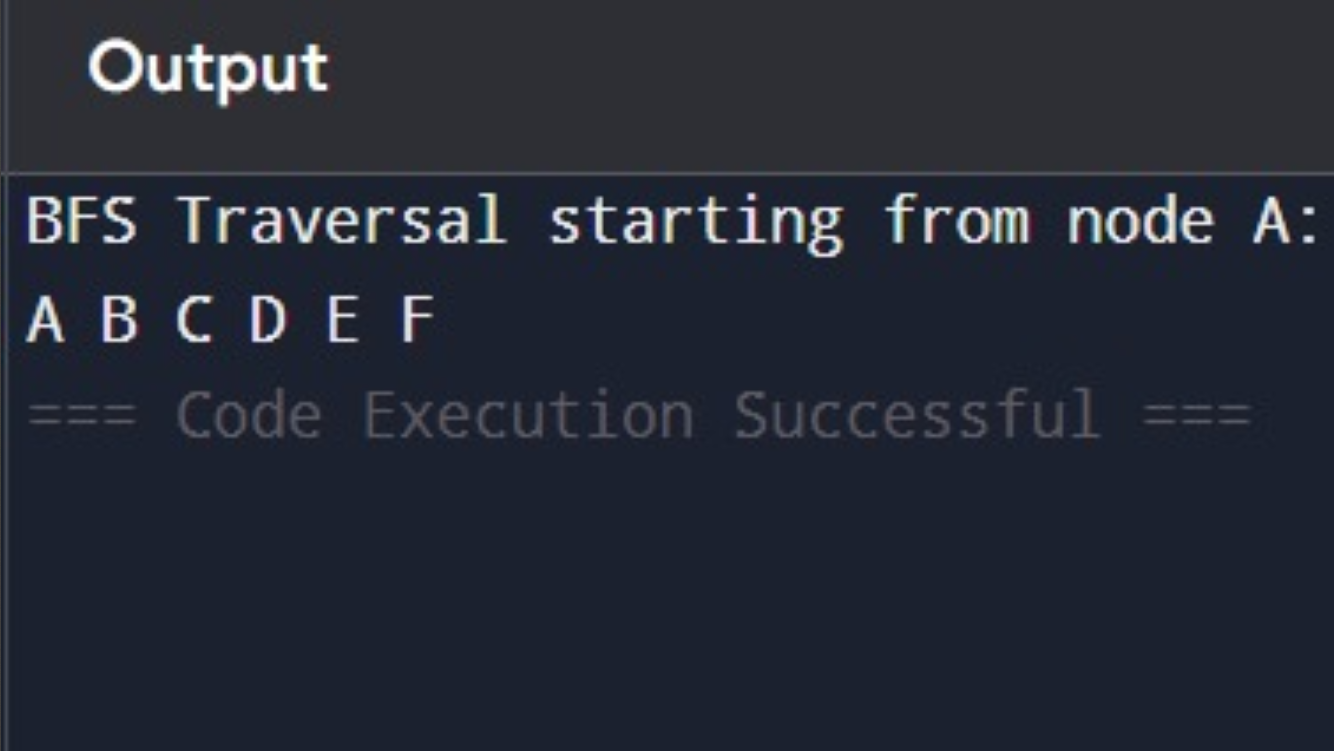 Output
BFS Traversal starting from node A:
A B C D E F
=== Code Execution Successful ===